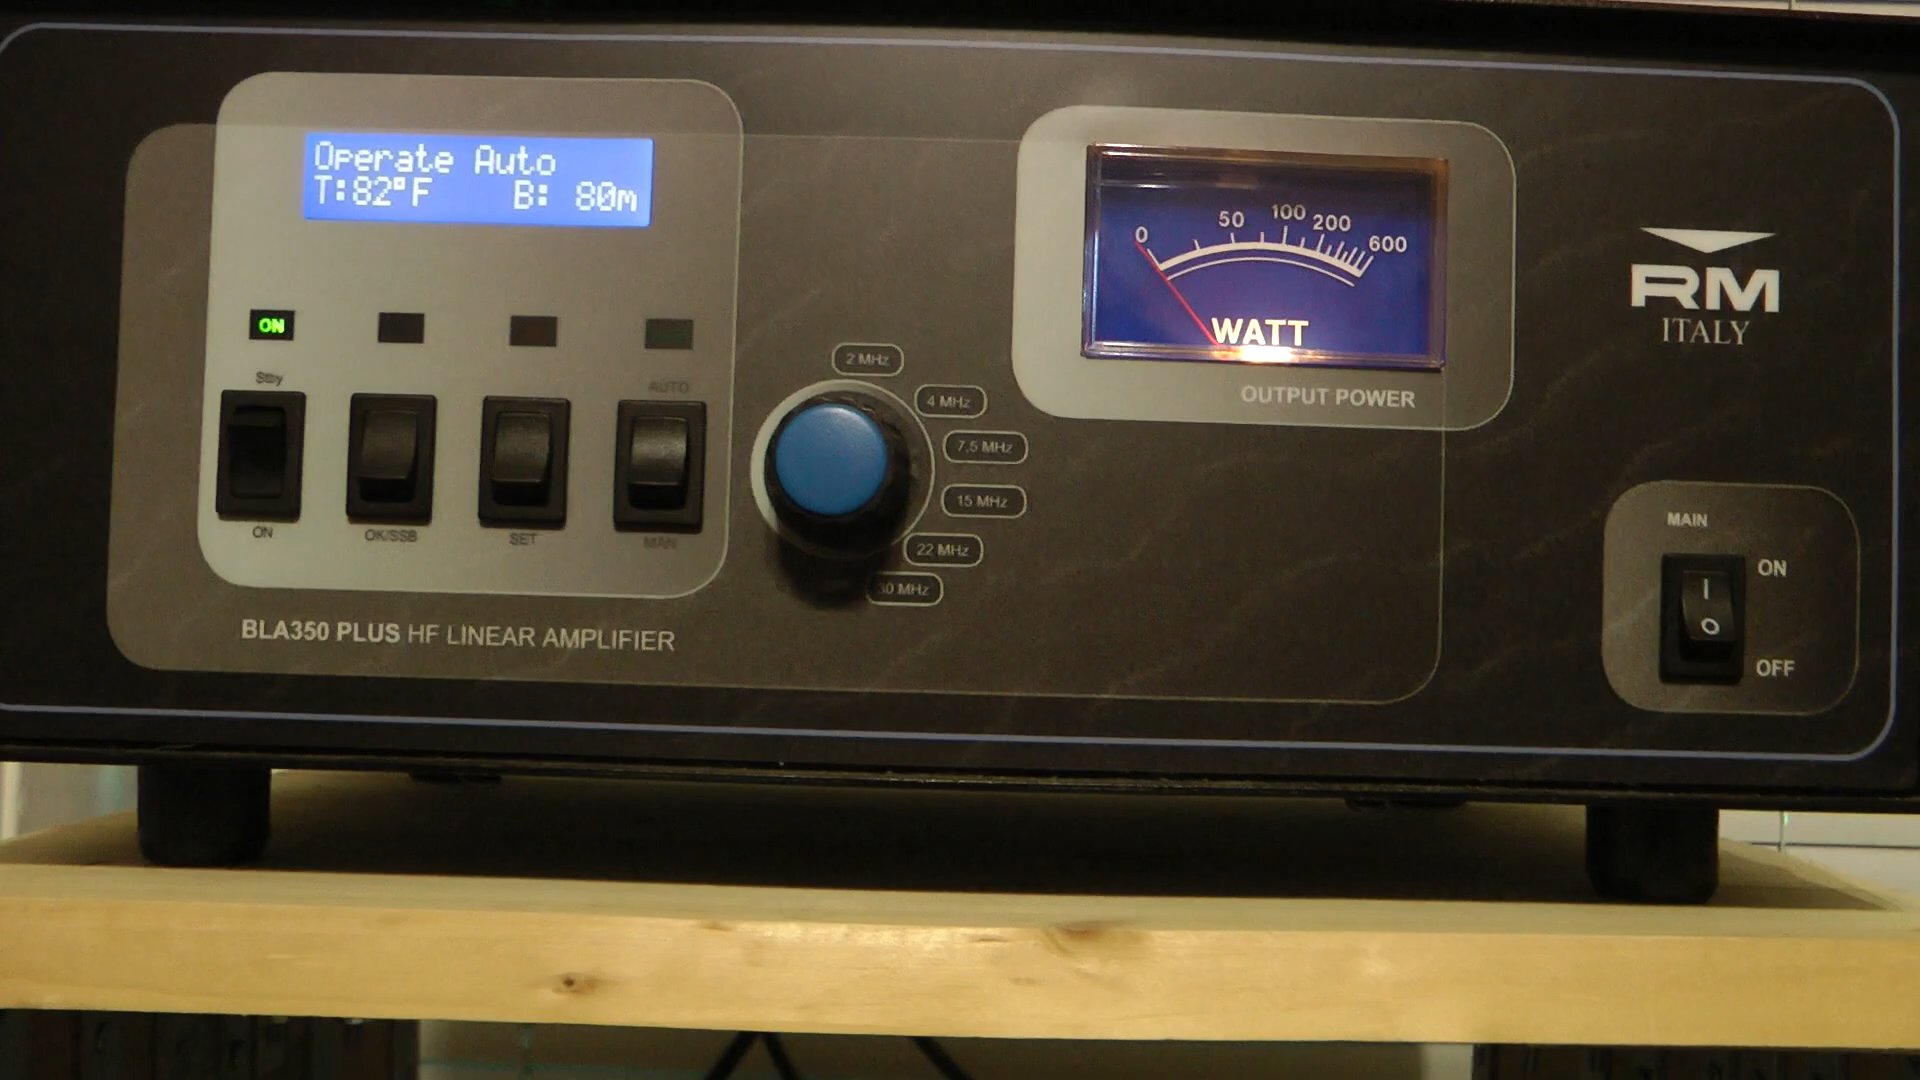 Operate Auto
T:82°F B: 80m
ON
Stby
AUTO
ON
OK/SSB
SET
MAN
BLA350 PLUS HF LINEAR AMPLIFIER
2 MHz
4 MHz
7,5 MHz
15 MHz
22 MHz
30 MHz
0 50 100 200 600
WATT
OUTPUT POWER
RM
ITALY
MAIN
ON
I
O
OFF